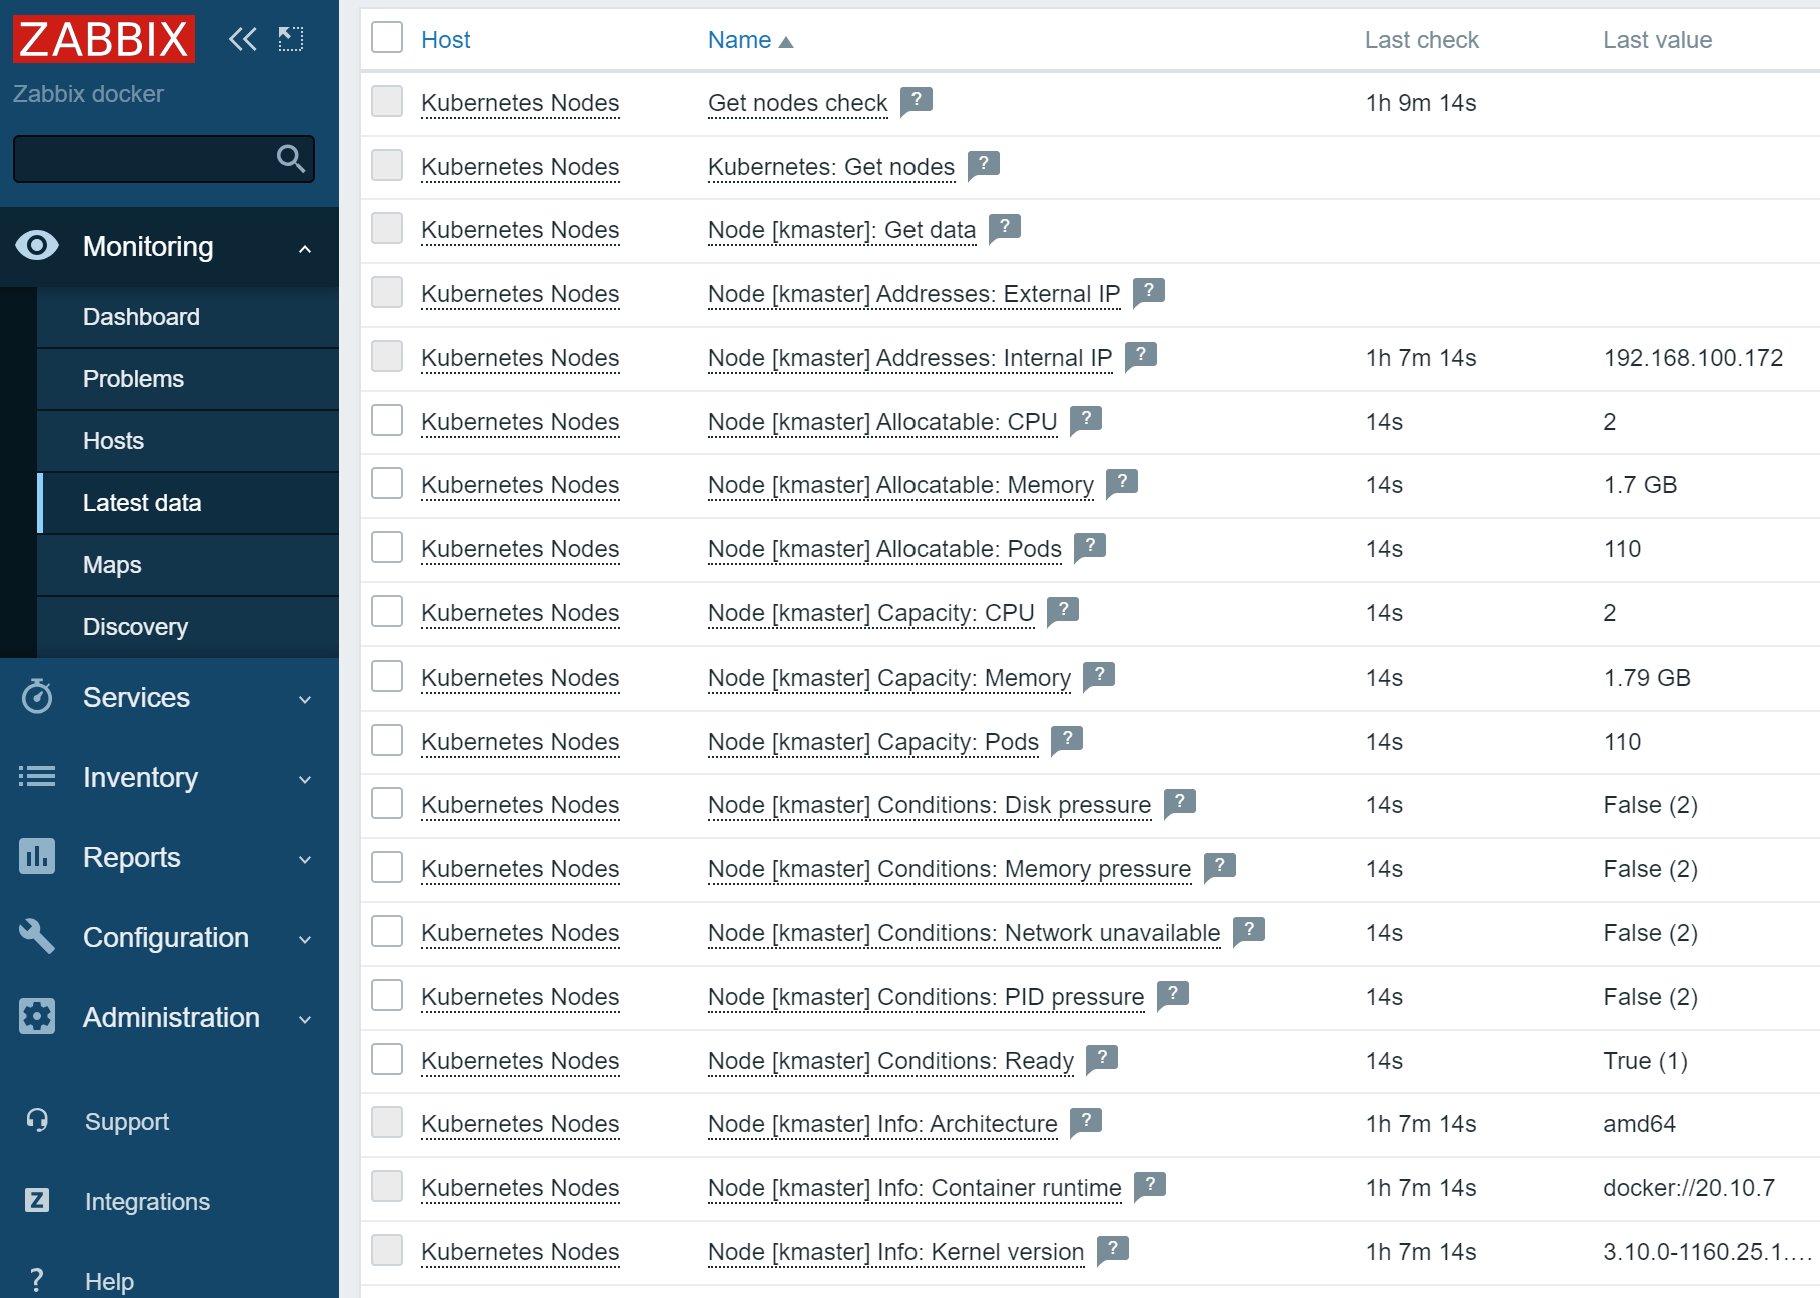 ZABBIX
Zabbix docker
Monitoring
Dashboard
Problems
Hosts
Latest data
Maps
Discovery
Services
Inventory
Reports
Configuration
Administration
Support
Z Integrations
? Help
Host Name Last check Last value
Kubernetes Nodes Get nodes check ? 1h 9m 14s
Kubernetes Nodes Kubernetes: Get nodes ?
Kubernetes Nodes Node [kmaster]: Get data ?
Kubernetes Nodes Node [kmaster] Addresses: External IP ?
Kubernetes Nodes Node [kmaster] Addresses: Internal IP ? 1h 7m 14s 192.168.100.172
Kubernetes Nodes Node [kmaster] Allocatable: CPU ? 14s 2
Kubernetes Nodes Node [kmaster] Allocatable: Memory ? 14s 1.7 GB
Kubernetes Nodes Node [kmaster] Allocatable: Pods ? 14s 110
Kubernetes Nodes Node [kmaster] Capacity: CPU ? 14s 2
Kubernetes Nodes Node [kmaster] Capacity: Memory ? 14s 1.79 GB
Kubernetes Nodes Node [kmaster] Capacity: Pods ? 14s 110
Kubernetes Nodes Node [kmaster] Conditions: Disk pressure ? 14s False (2)
Kubernetes Nodes Node [kmaster] Conditions: Memory pressure ? 14s False (2)
Kubernetes Nodes Node [kmaster] Conditions: Network unavailable ? 14s False (2)
Kubernetes Nodes Node [kmaster] Conditions: PID pressure ? 14s False (2)
Kubernetes Nodes Node [kmaster] Conditions: Ready ? 14s True (1)
Kubernetes Nodes Node [kmaster] Info: Architecture ? 1h 7m 14s amd64
Kubernetes Nodes Node [kmaster] Info: Container runtime ? 1h 7m 14s docker://20.10.7
Kubernetes Nodes Node [kmaster] Info: Kernel version ? 1h 7m 14s 3.10.0-1160.25.1....